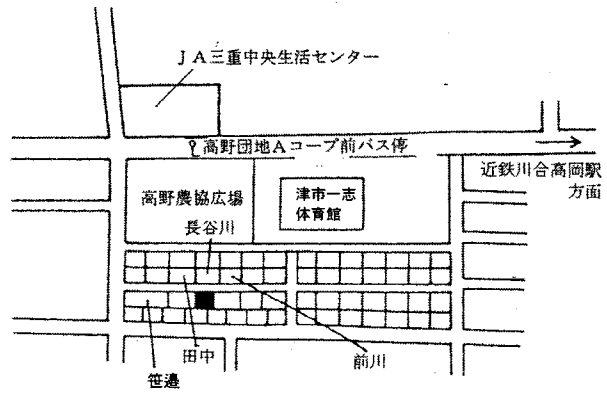 JA三重中央生活センター
高野団地Aコープ前バス停
近鉄川合高岡駅
方面
高野農協広場
津市一志
体育館
長谷川
田中
前川
笹邉